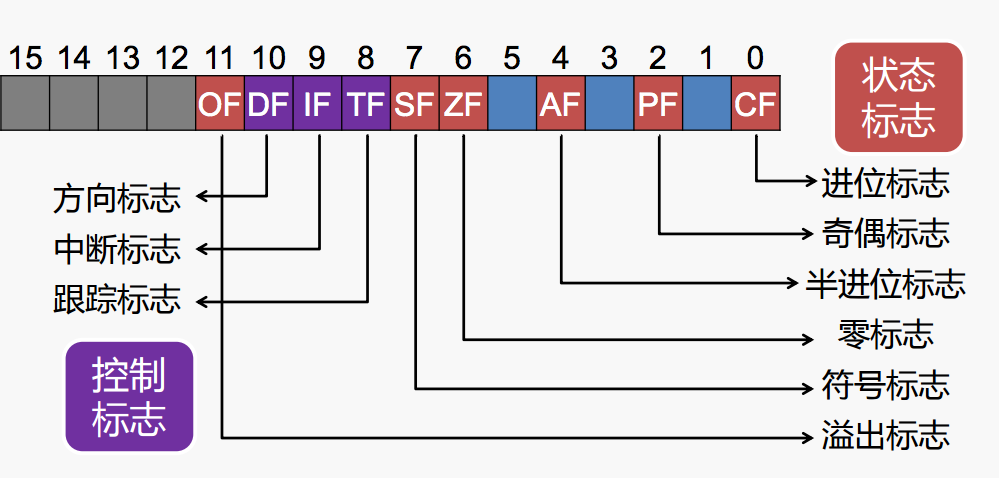 15 14 13 12 11 10 9 8 7 6 5 4 3 2 1 0
OF DF IF TF SF ZF AF PF CF
状态
标志
方向标志
中断标志
跟踪标志
控制
标志
进位标志
奇偶标志
半进位标志
零标志
符号标志
溢出标志